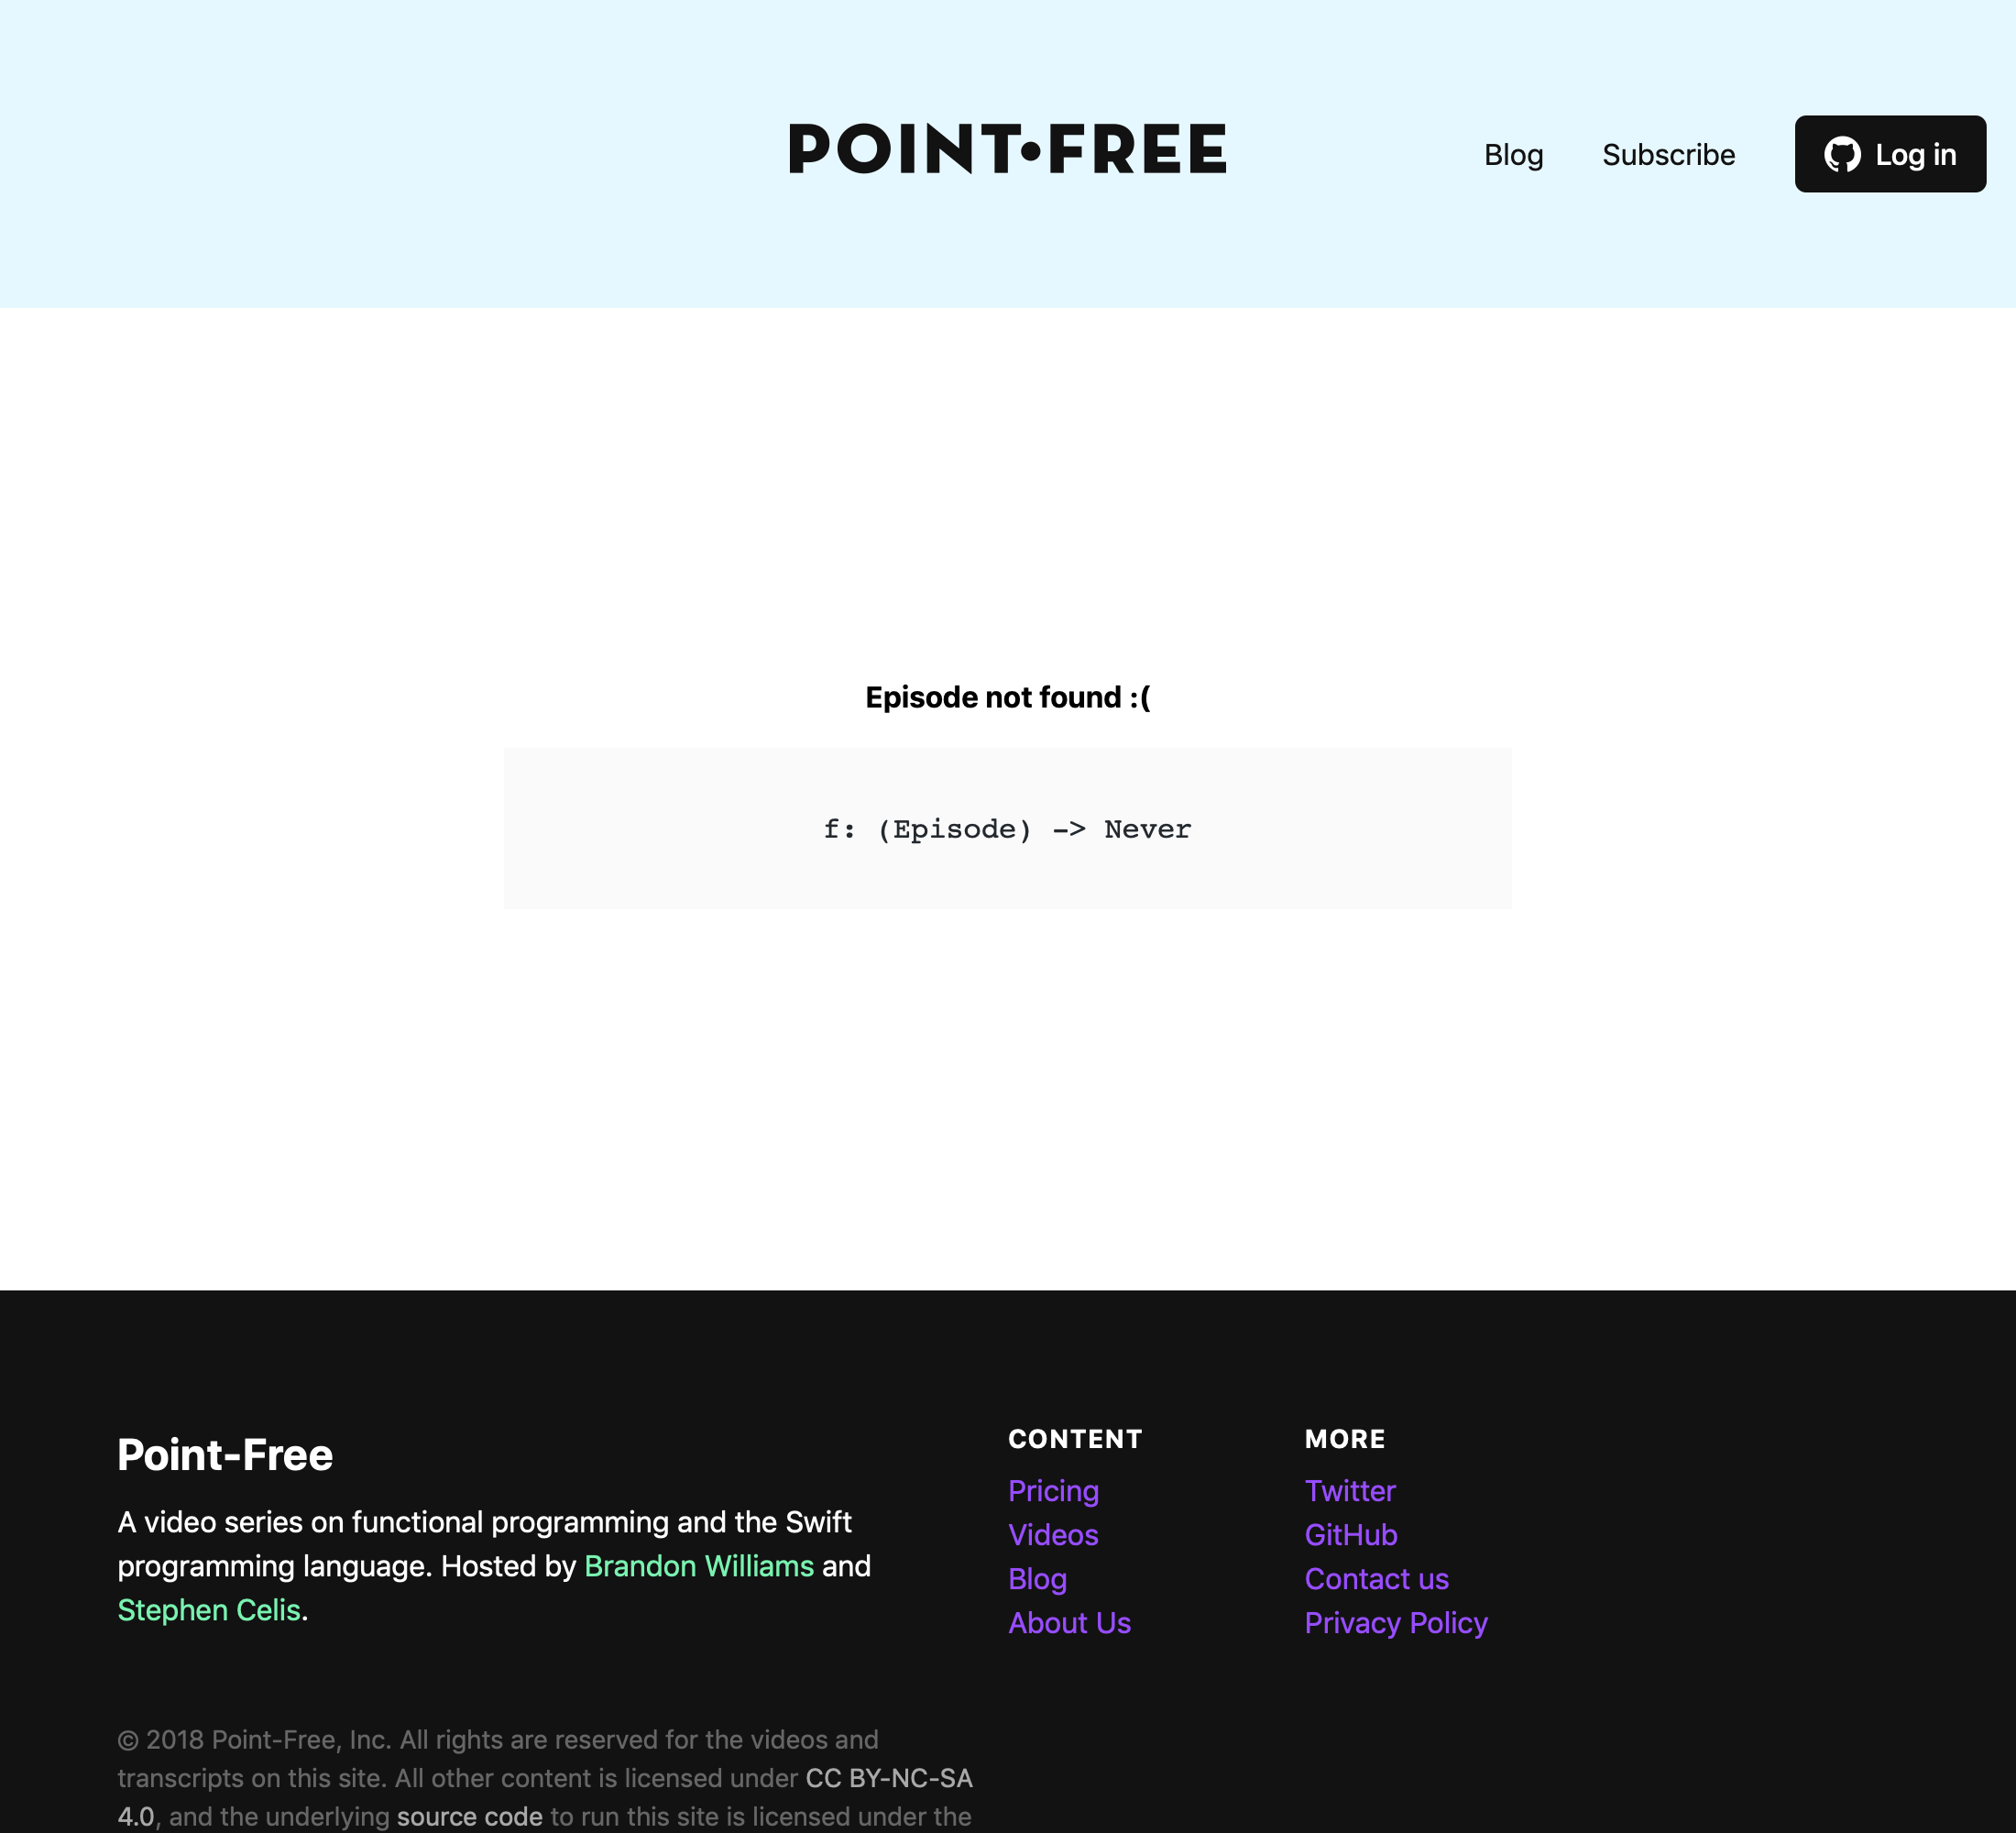 POINT•FREE
Blog
Subscribe
Log in
Episode not found :(
f: (Episode) -> Never
Point-Free
A video series on functional programming and the Swift
programming language. Hosted by Brandon Williams and
Stephen Celis.
CONTENT
Pricing
Videos
Blog
About Us
MORE
Twitter
GitHub
Contact us
Privacy Policy
© 2018 Point-Free, Inc. All rights are reserved for the videos and
transcripts on this site. All other content is licensed under CC BY-NC-SA
4.0, and the underlying source code to run this site is licensed under the